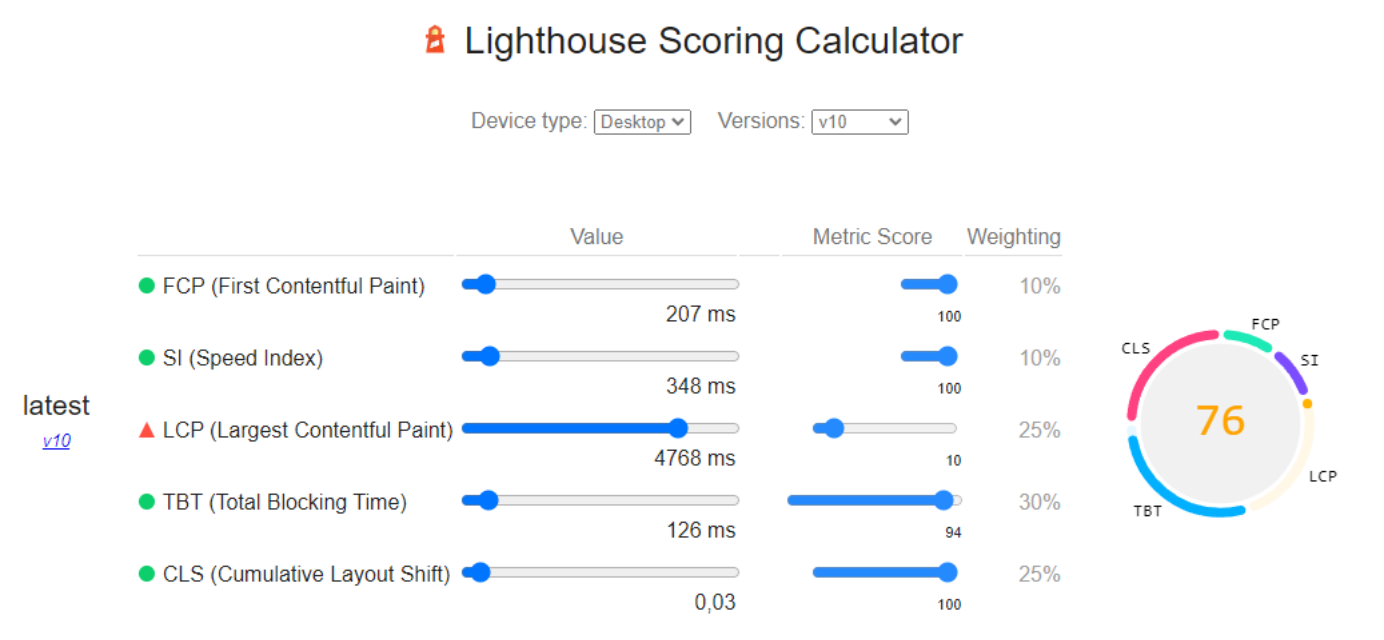 Lighthouse Scoring Calculator
Device type: Desktop Versions: v10
Value Metric Score Weighting
FCP (First Contentful Paint) 10%
207 ms 100
SI (Speed Index) 10%
348 ms 100
latest
v10
LCP (Largest Contentful Paint) 25%
4768 ms 10
TBT (Total Blocking Time) 30%
126 ms 94
CLS (Cumulative Layout Shift) 25%
0,03 100
FCP
CLS
SI
76
LCP
TBT